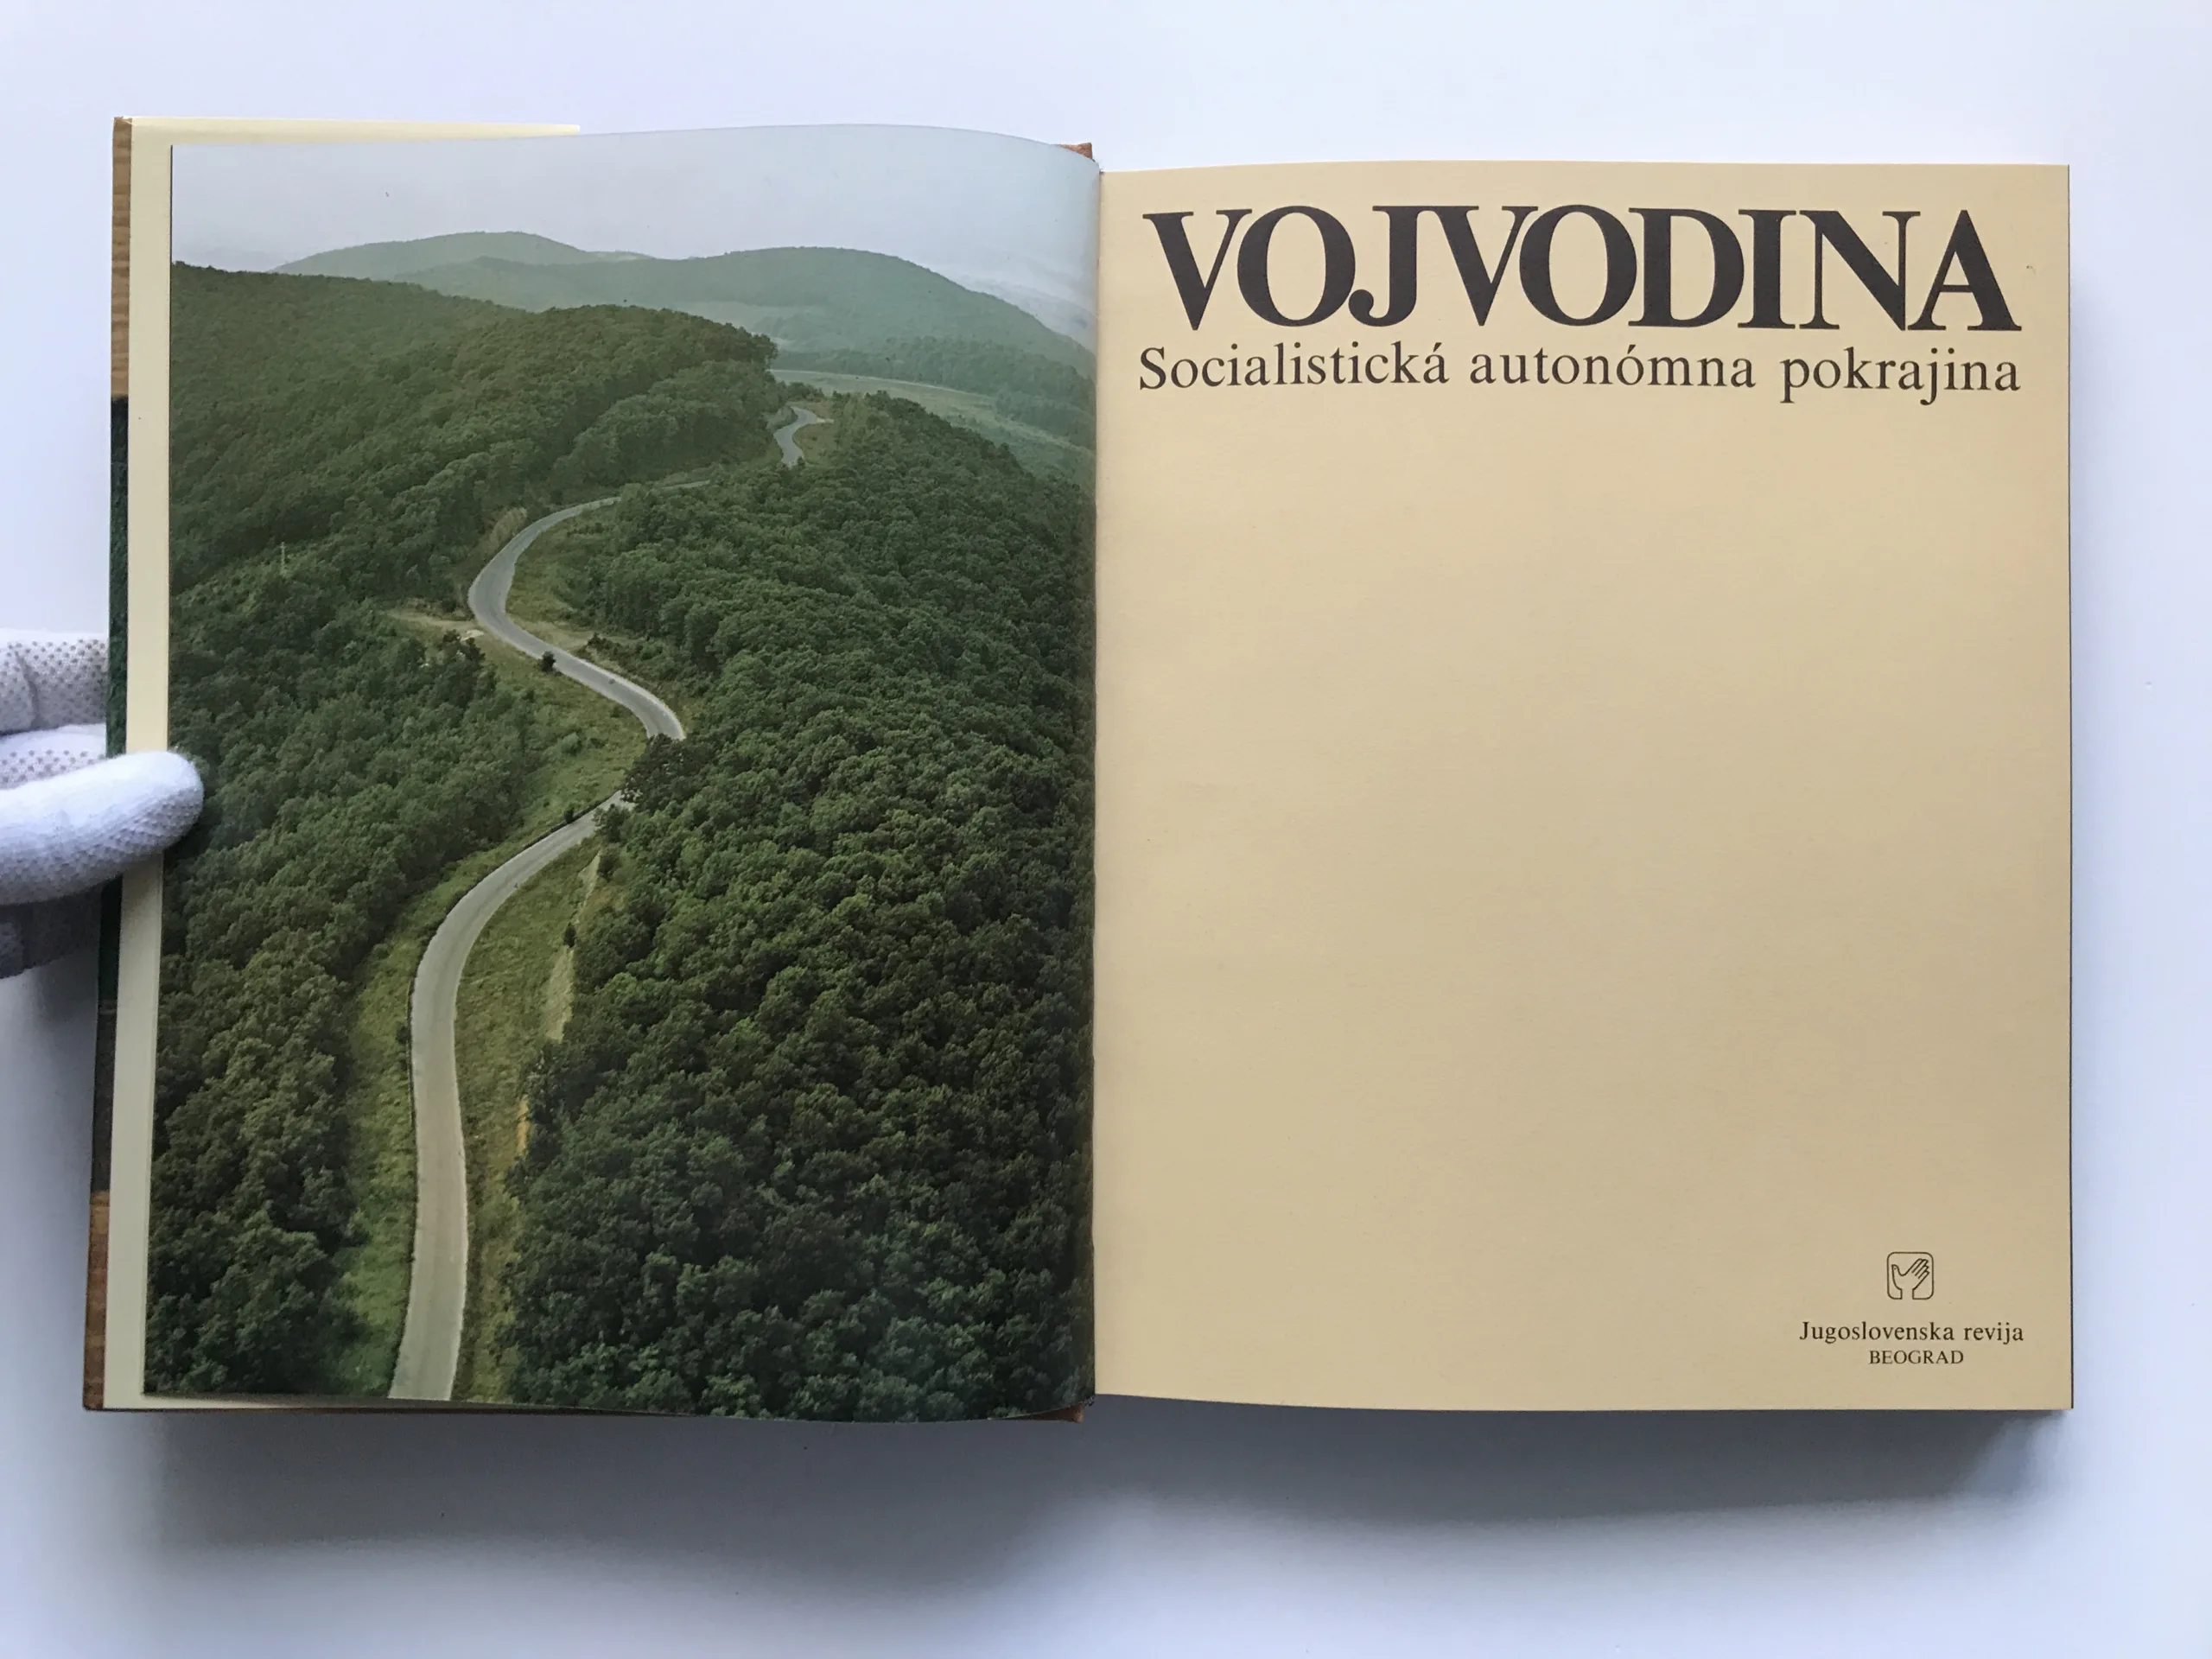 VOJVODINA
Socialistická autonómna pokrajina
Jugoslovenska revija
BEOGRAD